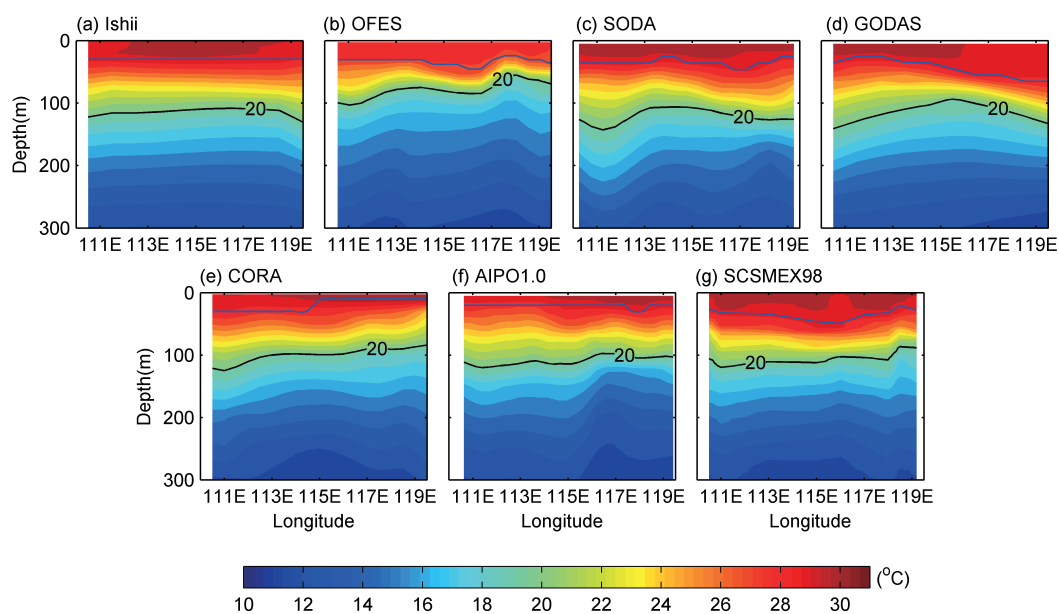 (a) Ishii (b) OFES (c) SODA (d) GODAS
0
100
200
300
Depth(m)
20 20 20 20
111E 113E 115E 117E 119E 111E 113E 115E 117E 119E 111E 113E 115E 117E 119E 111E 113E 115E 117E 119E
(e) CORA (f) AIPO1.0 (g) SCSMEX98
0
100
200
300
Depth(m)
20 20 20
111E 113E 115E 117E 119E 111E 113E 115E 117E 119E 111E 113E 115E 117E 119E
Longitude Longitude Longitude
(°C)
10 12 14 16 18 20 22 24 26 28 30